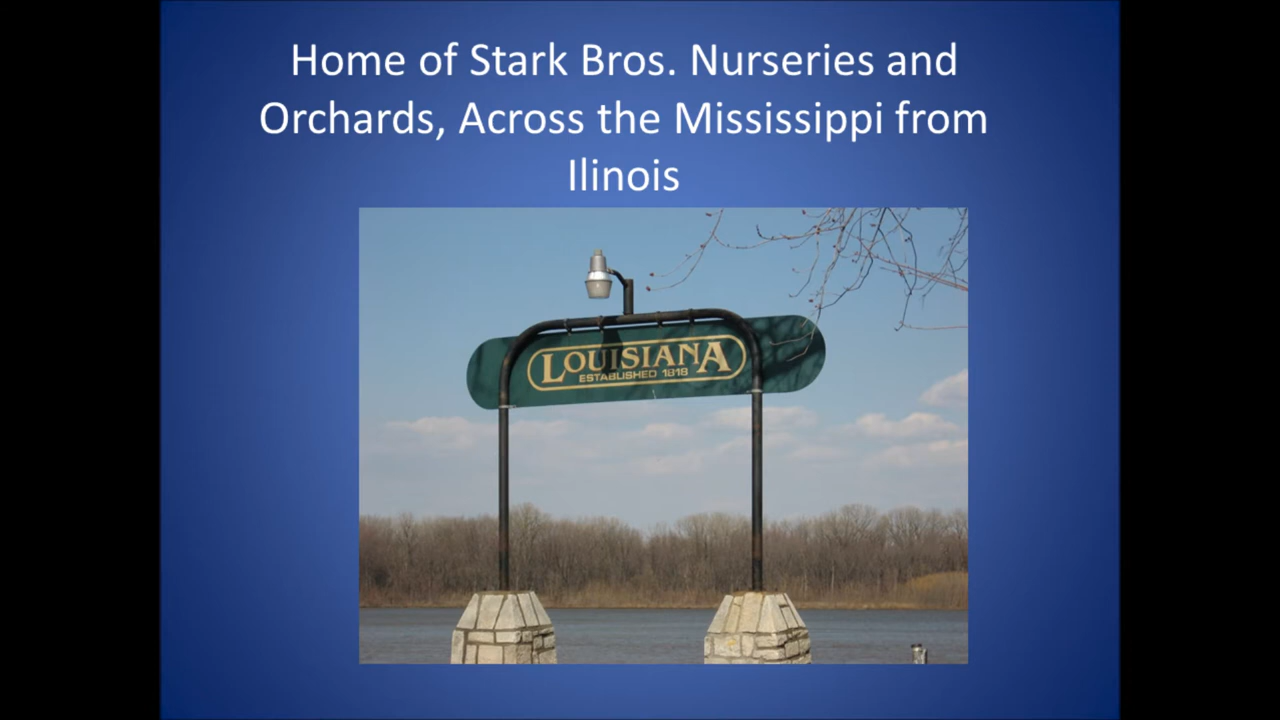 Home of Stark Bros. Nurseries and
Orchards, Across the Mississippi from
Ilinois
LOUISIANA
ESTABLISHED 1818